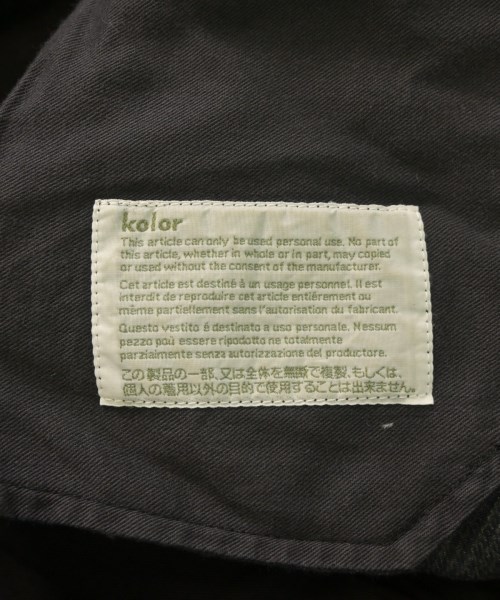 kolor
This article can only be used personal use. No part of
this article, whether in whole or in part, may copied
or used without the consent of the manufacturer.
Cet article est destiné à un usage personnel. Il est
interdit de reproduire cet article entiérement ou
même partiellement sans l'autorisation du fabricant.
Questo vestito é destinato a uso personale. Nessum
pezzo poù essere ripodotto ne totalmente
parzialmente senza autorizzazione del productore.
この製品の一部、又は全体を無断で複製、もしくは、
個人の着用以外の目的で使用することは出来ません。